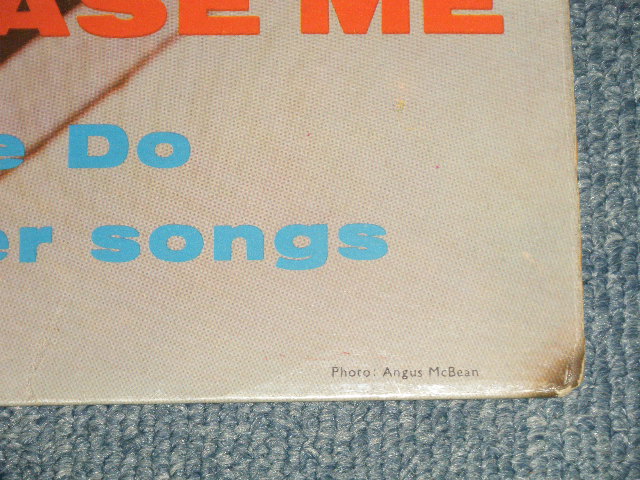 ASE ME
e Do
er songs
Photo: Angus McBean